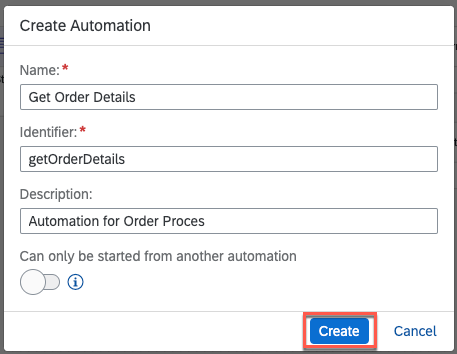 Create Automation
Name:*
Get Order Details
Identifier:*
getOrderDetails
Description:
Automation for Order Proces
Can only be started from another automation
Create Cancel